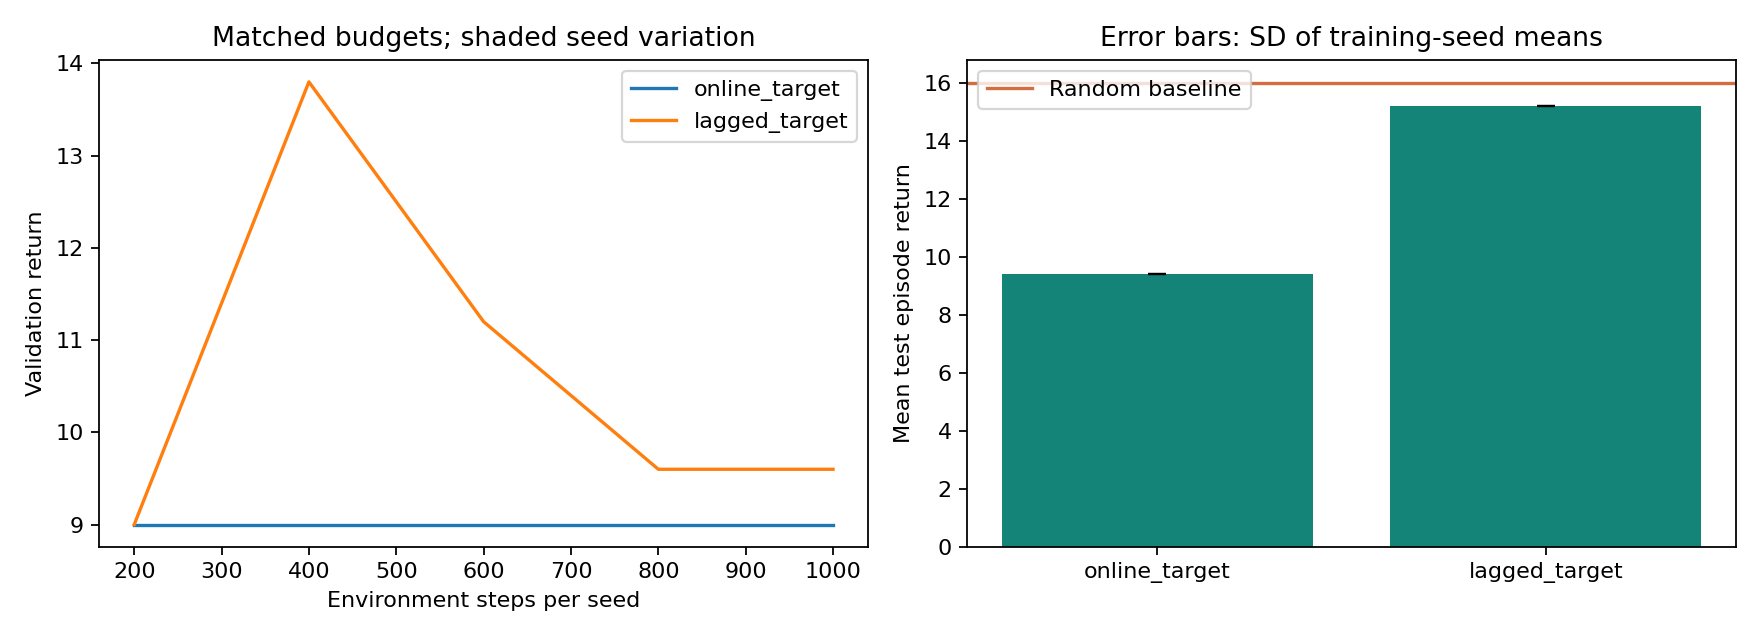 Matched budgets; shaded seed variation
online_target
lagged_target
Validation return
14
13
12
11
10
9
200 300 400 500 600 700 800 900 1000
Environment steps per seed
Error bars: SD of training-seed means
Random baseline
Mean test episode return
16
14
12
10
8
6
4
2
0
online_target lagged_target